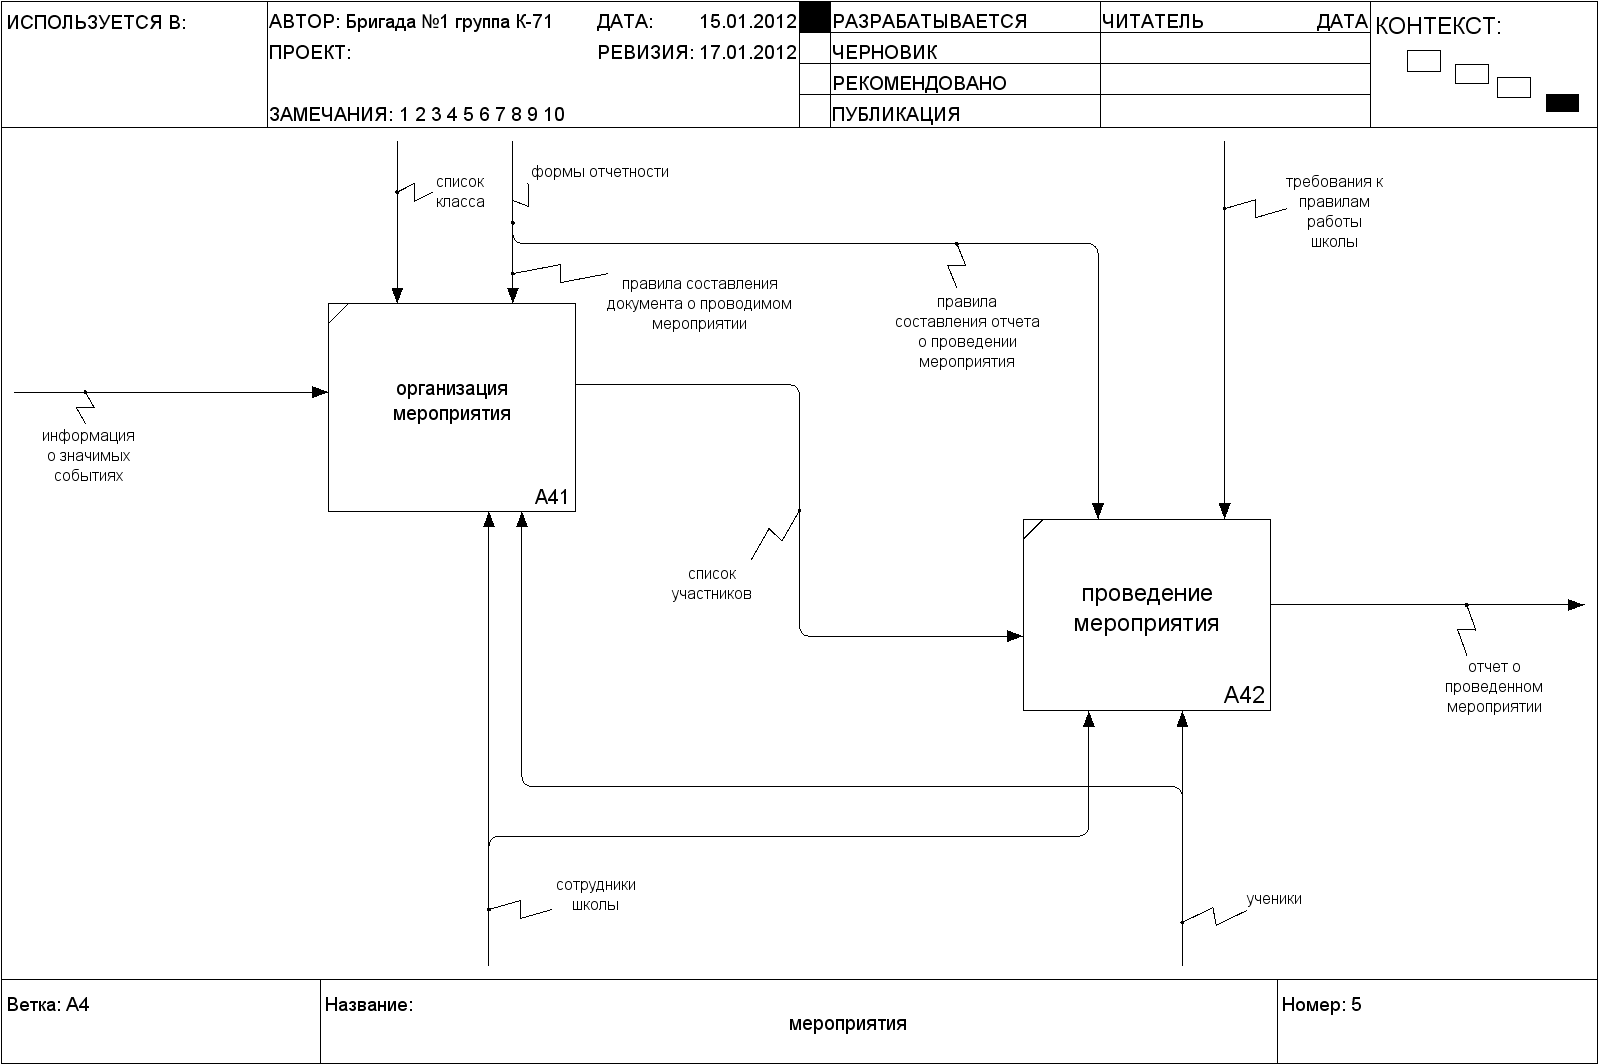 ИСПОЛЬЗУЕТСЯ В:
АВТОР: Бригада №1 группа К-71
ДАТА: 15.01.2012
ПРОЕКТ:
РЕВИЗИЯ: 17.01.2012
ЗАМЕЧАНИЯ: 1 2 3 4 5 6 7 8 9 10
РАЗРАБАТЫВАЕТСЯ
ЧЕРНОВИК
РЕКОМЕНДОВАНО
ПУБЛИКАЦИЯ
ЧИТАТЕЛЬ ДАТА
КОНТЕКСТ:
список
класса
формы отчетности
требования к
правилам
работы
школы
правила составления
документа о проводимом
мероприятии
правила
составления отчета
о проведении
мероприятия
организация
мероприятия
A41
информация
о значимых
событиях
список
участников
проведение
мероприятия
A42
отчет о
проведенном
мероприятии
сотрудники
школы
ученики
Ветка: A4
Название:
мероприятия
Номер: 5